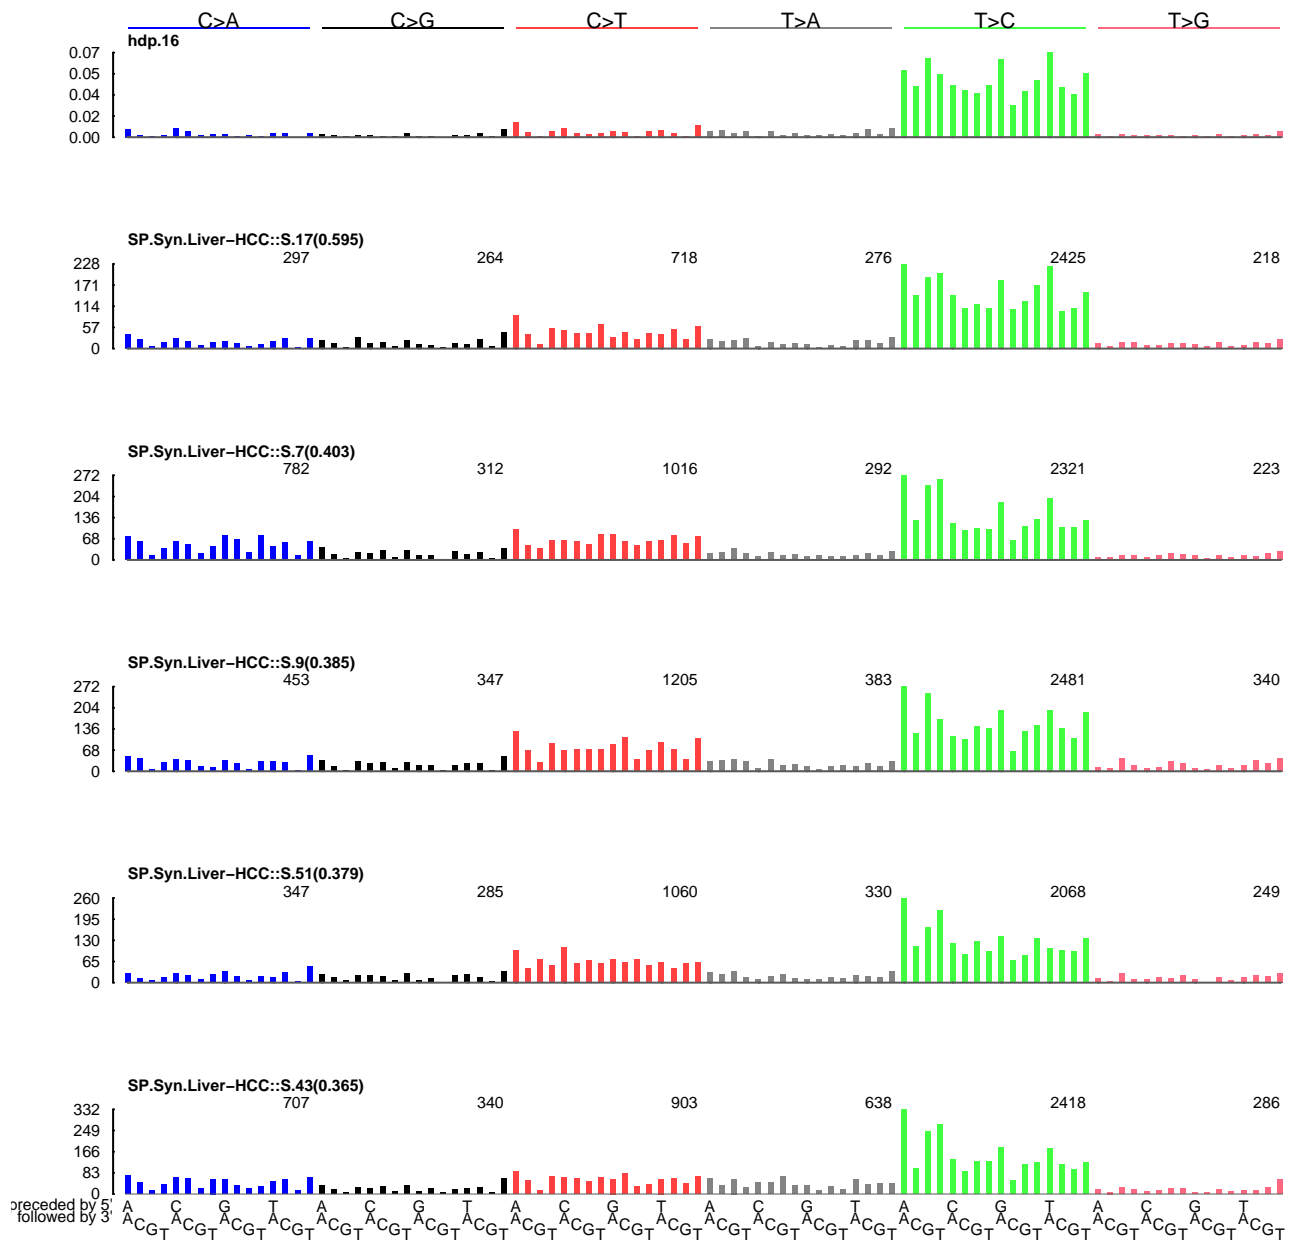 C>A C>G C>T T>A T>C T>G
hdp.16
0.07
0.05
0.04
0.02
0.00
SP.Syn.Liver−HCC::S.17(0.595)
297 264 718 276 2425 218
228
171
114
57
0
SP.Syn.Liver−HCC::S.7(0.403)
782 312 1016 292 2321 223
272
204
136
68
0
SP.Syn.Liver−HCC::S.9(0.385)
453 347 1205 383 2481 340
272
204
136
68
0
SP.Syn.Liver−HCC::S.51(0.379)
347 285 1060 330 2068 249
260
195
130
65
0
SP.Syn.Liver−HCC::S.43(0.365)
707 340 903 638 2418 286
332
249
166
83
0
preceded by 5' A C G T A C G T A C G T A C G T A C G T A C G T
followed by 3' A C G T A C G T A C G T A C G T A C G T A C G T A C G T A C G T A C G T A C G T A C G T A C G T A C G T A C G T A C G T A C G T A C G T A C G T A C G T A C G T A C G T A C G T A C G T A C G T